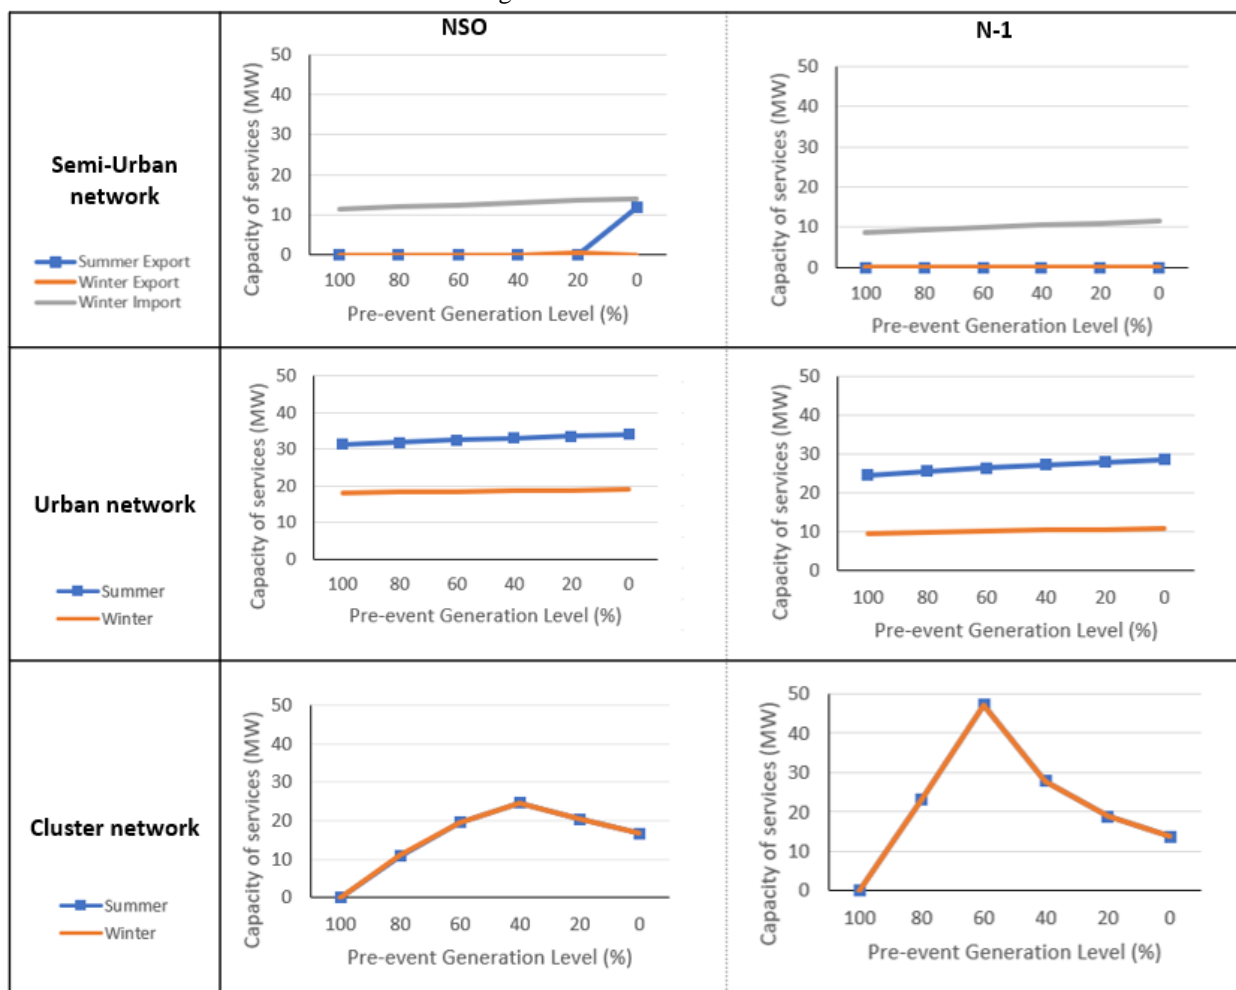 NSO
N-1
Semi-Urban
network
Summer Export
Winter Export
Winter Import
Capacity of services (MW)
50
40
30
20
10
0
100 80 60 40 20 0
Pre-event Generation Level (%)
Capacity of services (MW)
50
40
30
20
10
0
100 80 60 40 20 0
Pre-event Generation Level (%)
Urban network
Summer
Winter
Capacity of services (MW)
50
40
30
20
10
0
100 80 60 40 20 0
Pre-event Generation Level (%)
Capacity of services (MW)
50
40
30
20
10
0
100 80 60 40 20 0
Pre-event Generation Level (%)
Cluster network
Summer
Winter
Capacity of services (MW)
50
40
30
20
10
0
100 80 60 40 20 0
Pre-event Generation Level (%)
Capacity of services (MW)
50
40
30
20
10
0
100 80 60 40 20 0
Pre-event Generation Level (%)